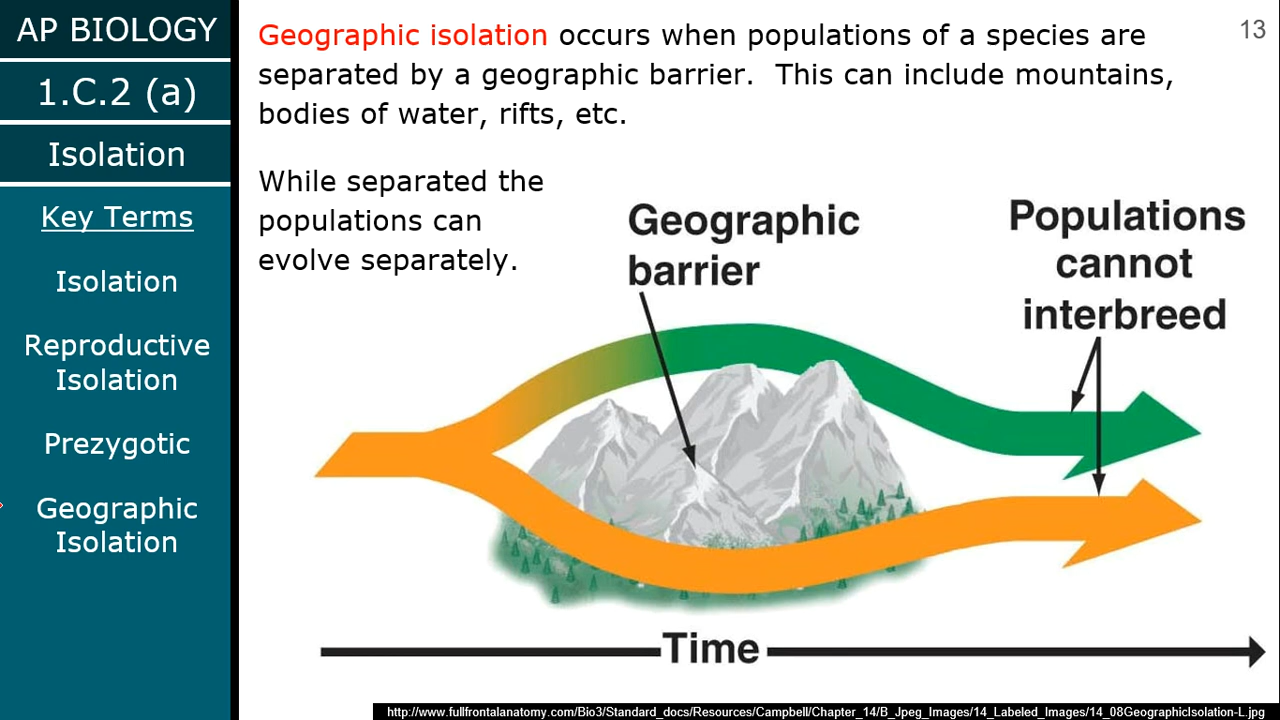 AP BIOLOGY
1.C.2 (a)
Isolation
Key Terms
Isolation
Reproductive
Isolation
Prezygotic
Geographic
Isolation
13
Geographic isolation occurs when populations of a species are
separated by a geographic barrier.  This can include mountains,
bodies of water, rifts, etc.
While separated the
populations can
evolve separately.
Geographic
barrier
Populations
cannot
interbreed
Time
http://www.fullfrontalanatomy.com/Bio3/Standard_docs/Resources/Campbell/Chapter_14/B_Jpeg_Images/14_Labeled_Images/14_08GeographicIsolation-L.jpg